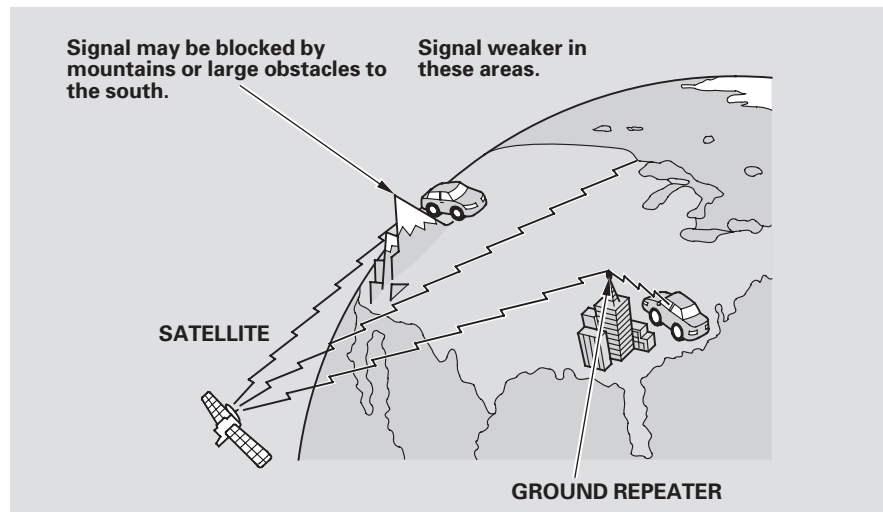 Signal may be blocked by
mountains or large obstacles to
the south.
Signal weaker in
these areas.
SATELLITE
GROUND REPEATER